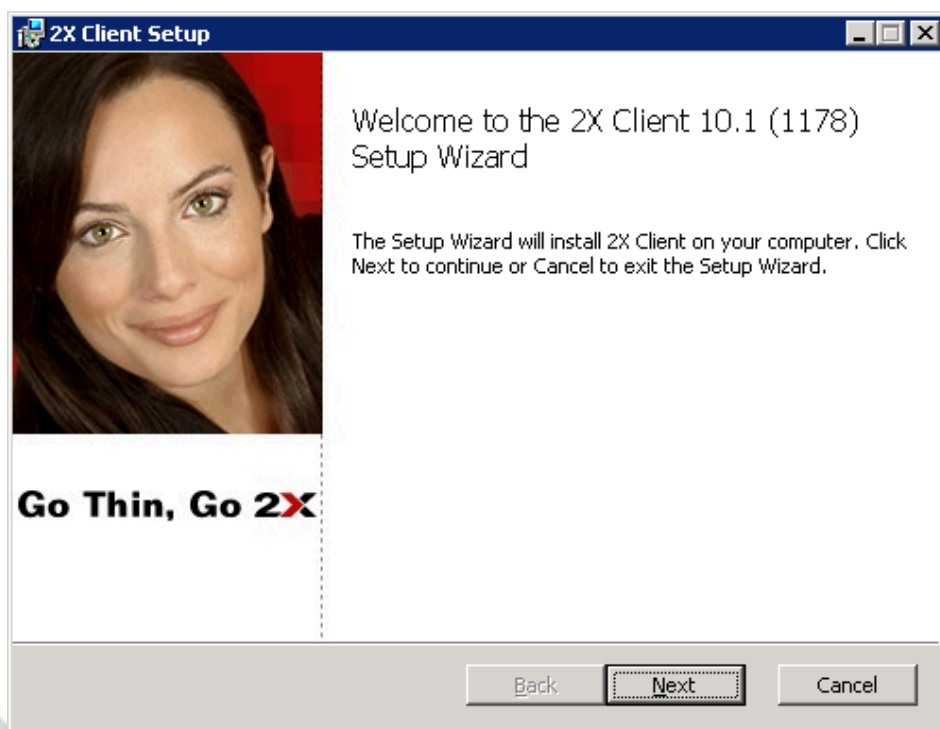 2X Client Setup
Welcome to the 2X Client 10.1 (1178)
Setup Wizard
The Setup Wizard will install 2X Client on your computer. Click
Next to continue or Cancel to exit the Setup Wizard.
Go Thin, Go 2X
Back
Next
Cancel